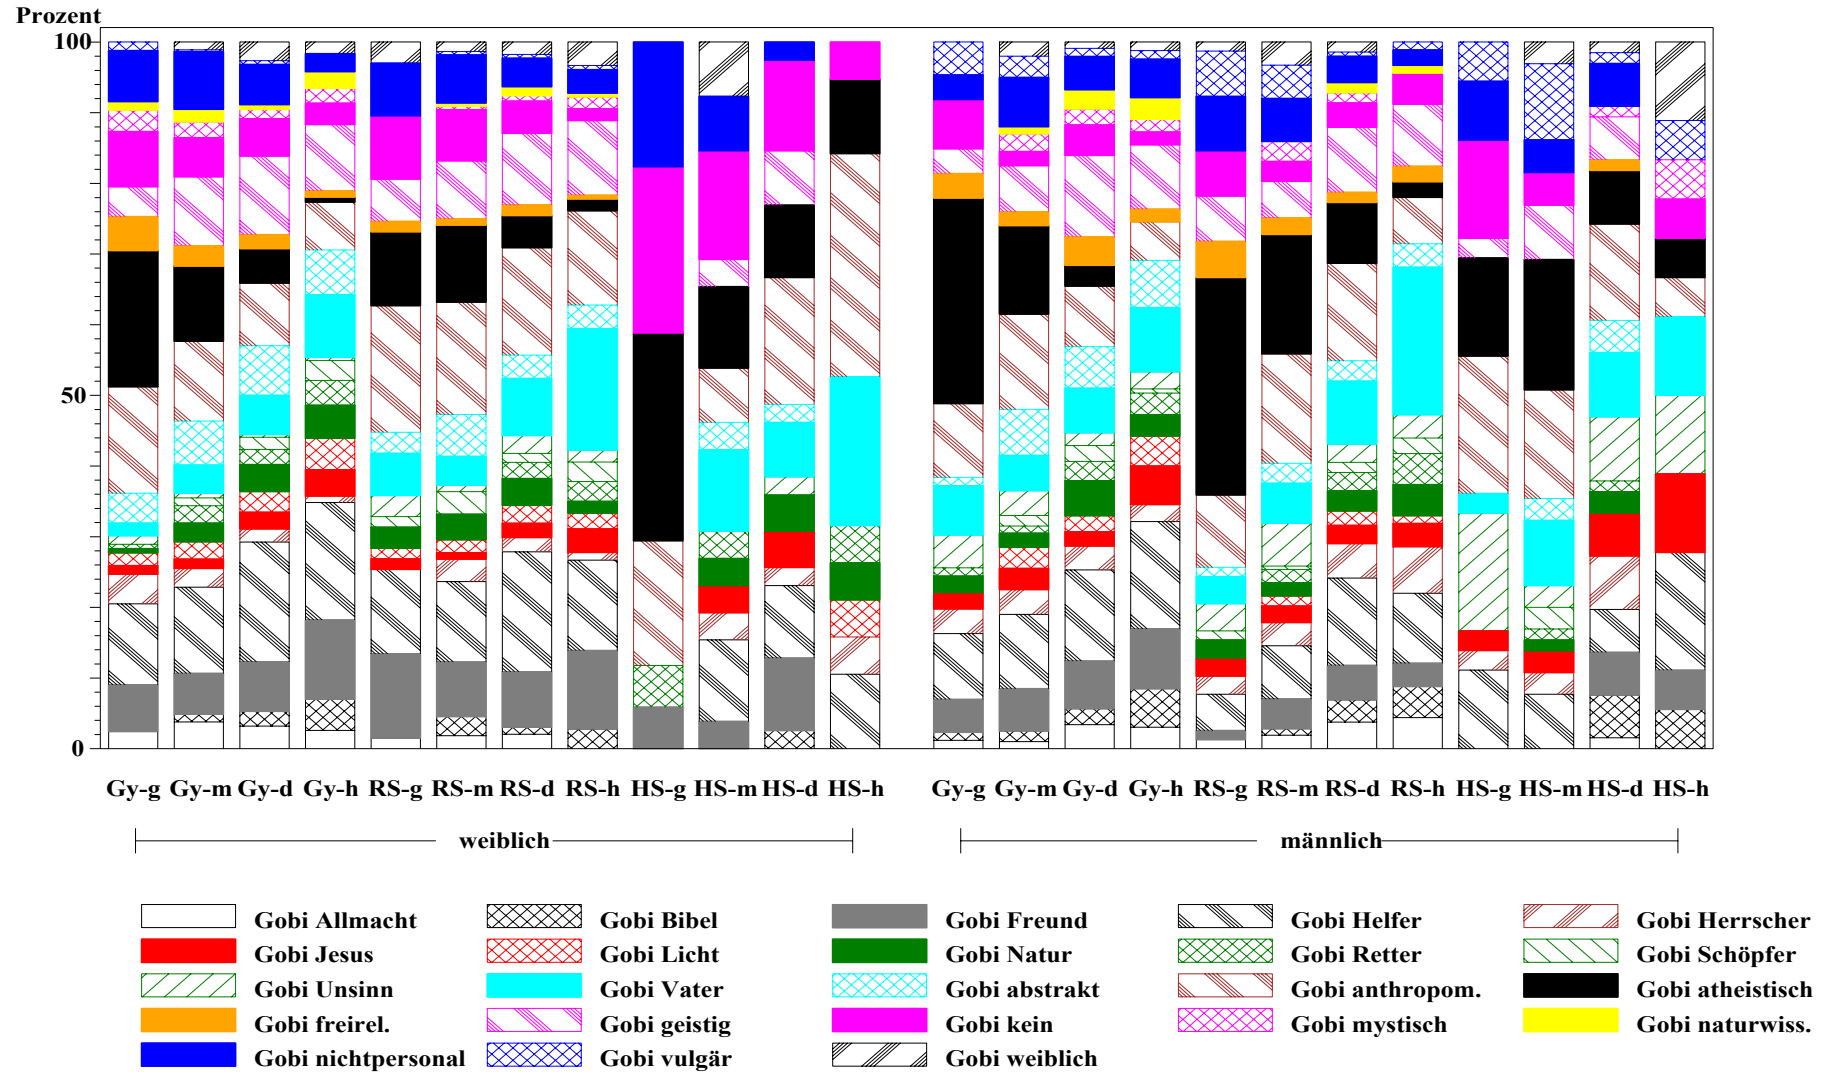 Prozent
100
50
0
Gy-g Gy-m Gy-d Gy-h RS-g RS-m RS-d RS-h HS-g HS-m HS-d HS-h Gy-g Gy-m Gy-d Gy-h RS-g RS-m RS-d RS-h HS-g HS-m HS-d HS-h
weiblich männlich
Gobi Allmacht Gobi Bibel Gobi Freund Gobi Helfer Gobi Herrscher
Gobi Jesus Gobi Licht Gobi Natur Gobi Retter Gobi Schöpfer
Gobi Unsinn Gobi Vater Gobi abstrakt Gobi anthropom. Gobi atheistisch
Gobi freirel. Gobi geistig Gobi kein Gobi mystisch Gobi naturwiss.
Gobi nichtpersonal Gobi vulgär Gobi weiblich